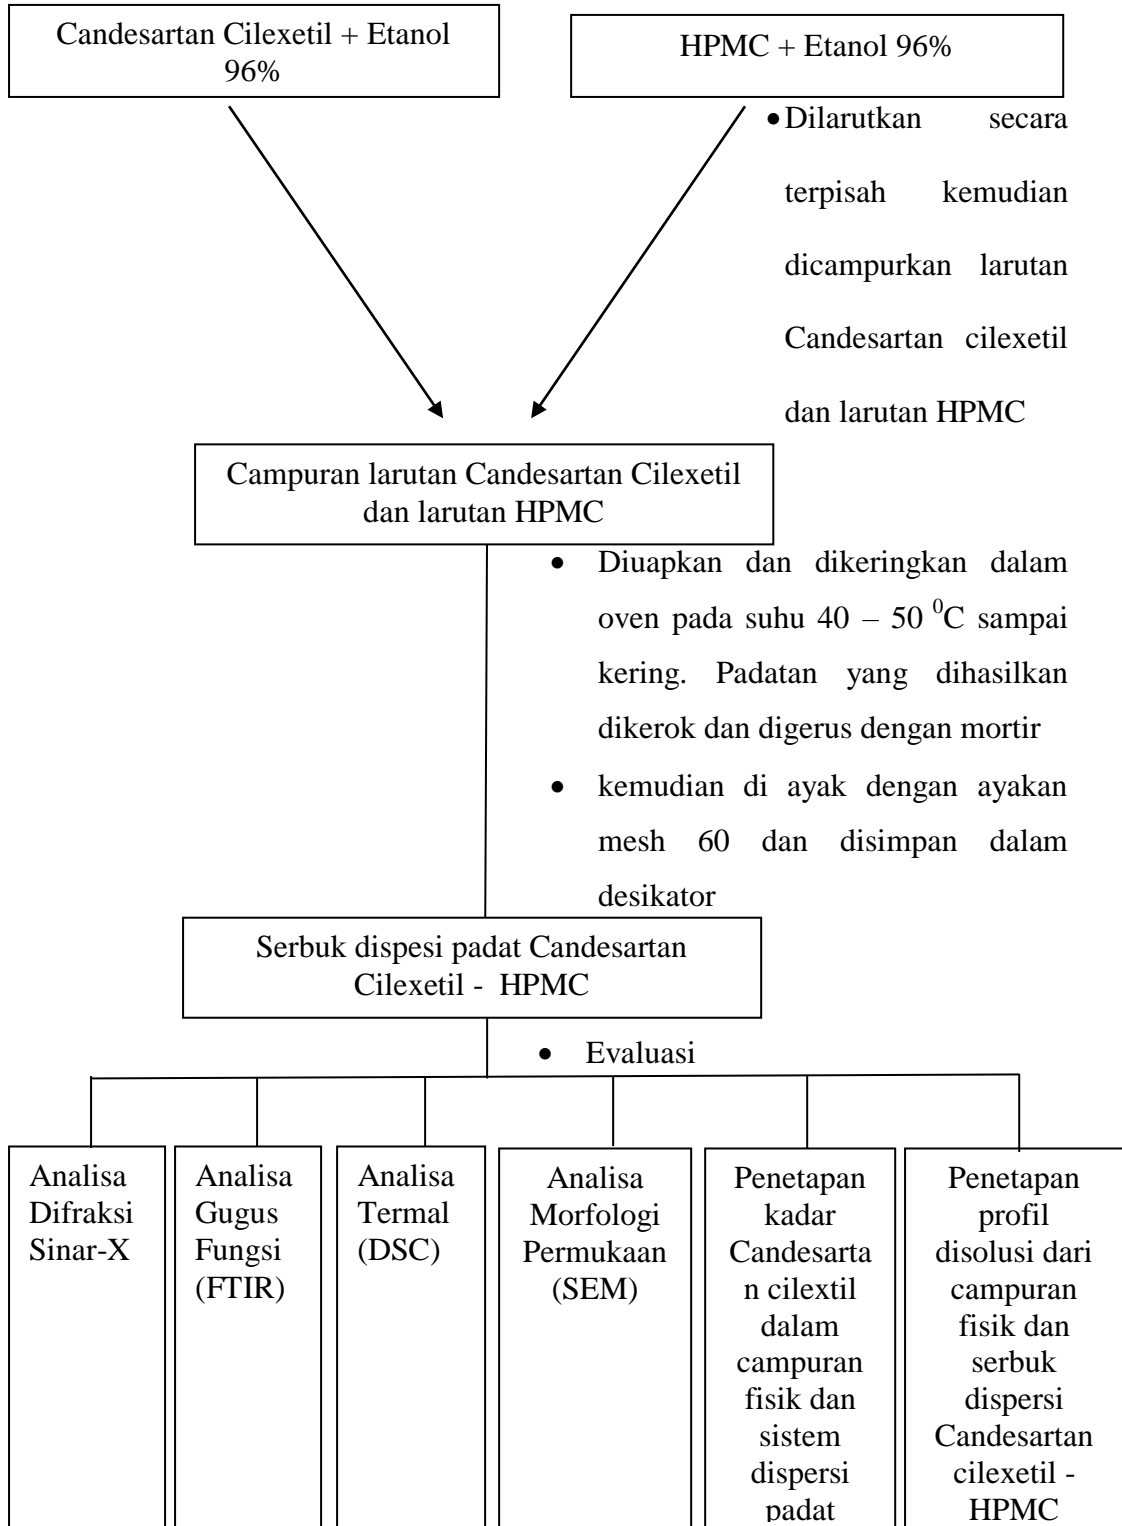 Candesartan Cilexetil + Etanol
96%
HPMC + Etanol 96%
• Dilarutkan secara
terpisah kemudian
dicampurkan larutan
Candesartan cilexetil
dan larutan HPMC
Campuran larutan Candesartan Cilexetil
dan larutan HPMC
• Diuapkan dan dikeringkan dalam
oven pada suhu 40 – 50 ⁰C sampai
kering. Padatan yang dihasilkan
dikerok dan digerus dengan mortir
• kemudian di ayak dengan ayakan
mesh 60 dan disimpan dalam
desikator
Serbuk dispesi padat Candesartan
Cilexetil - HPMC
• Evaluasi
Analisa
Difraksi
Sinar-X
Analisa
Gugus
Fungsi
(FTIR)
Analisa
Termal
(DSC)
Analisa
Morfologi
Permukaan
(SEM)
Penetapan
kadar
Candesarta
n cilextil
dalam
campuran
fisik dan
sistem
dispersi
padat
Penetapan
profil
disolusi dari
campuran
fisik dan
serbuk
dispersi
Candesartan
cilexetil -
HPMC